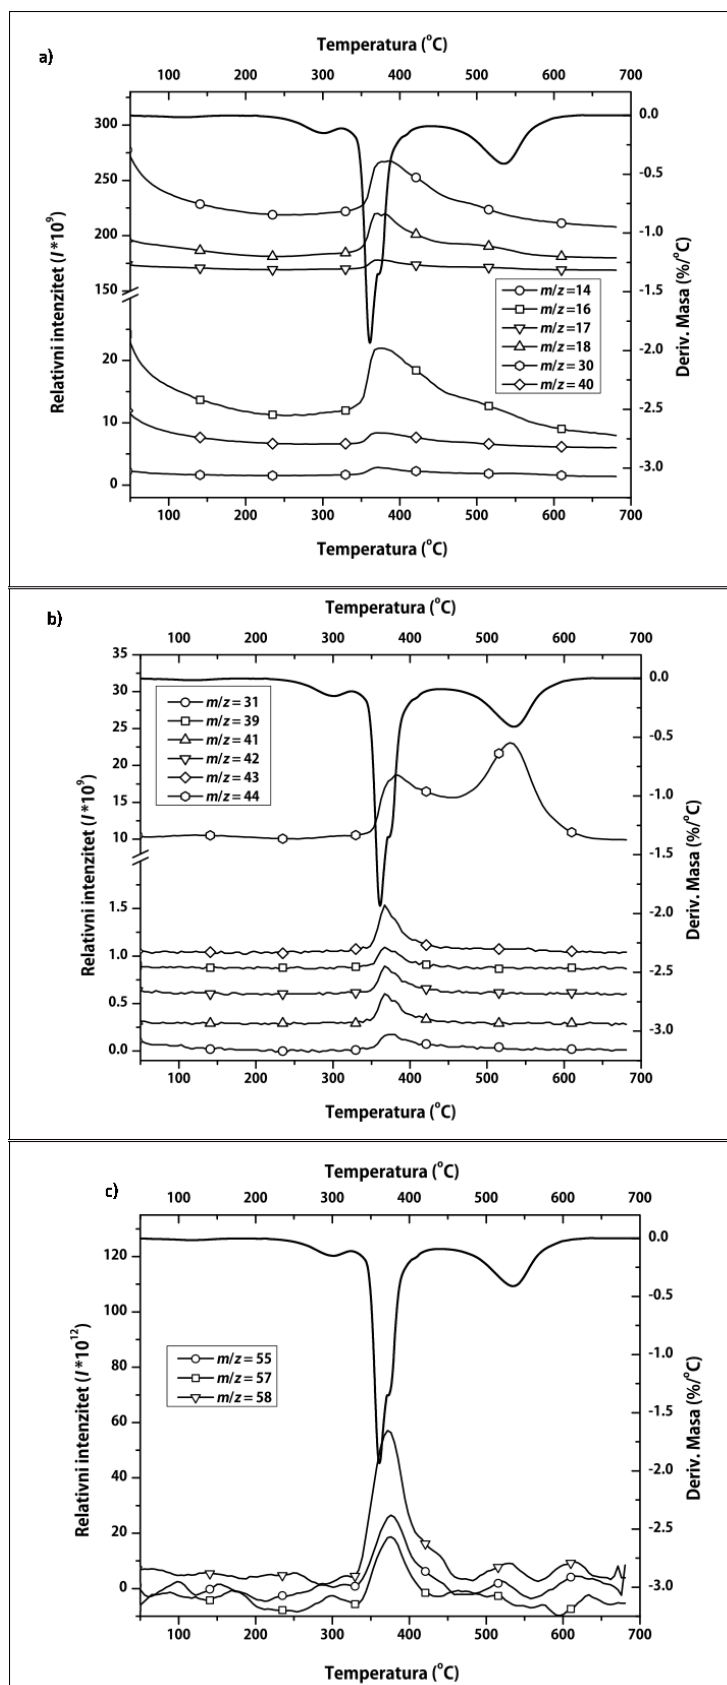 a)
Temperatura (°C)
100 200 300 400 500 600 700
300
250
200
150
20
10
0
Relativni intenzitet (I*10⁹)
0.0
-0.5
-1.0
-1.5
-2.0
-2.5
-3.0
Deriv. Masa (%/°C)
m/z = 14
m/z = 16
m/z = 17
m/z = 18
m/z = 30
m/z = 40
100 200 300 400 500 600 700
Temperatura (°C)
b)
Temperatura (°C)
100 200 300 400 500 600 700
35
30
25
20
15
10
1.5
1.0
0.5
0.0
Relativni intenzitet (I*10⁹)
0.0
-0.5
-1.0
-1.5
-2.0
-2.5
-3.0
Deriv. Masa (%/°C)
m/z = 31
m/z = 39
m/z = 41
m/z = 42
m/z = 43
m/z = 44
100 200 300 400 500 600 700
Temperatura (°C)
c)
Temperatura (°C)
100 200 300 400 500 600 700
120
100
80
60
40
20
0
Relativni intenzitet (I*10¹²)
0.0
-0.5
-1.0
-1.5
-2.0
-2.5
-3.0
Deriv. Masa (%/°C)
m/z = 55
m/z = 57
m/z = 58
100 200 300 400 500 600 700
Temperatura (°C)